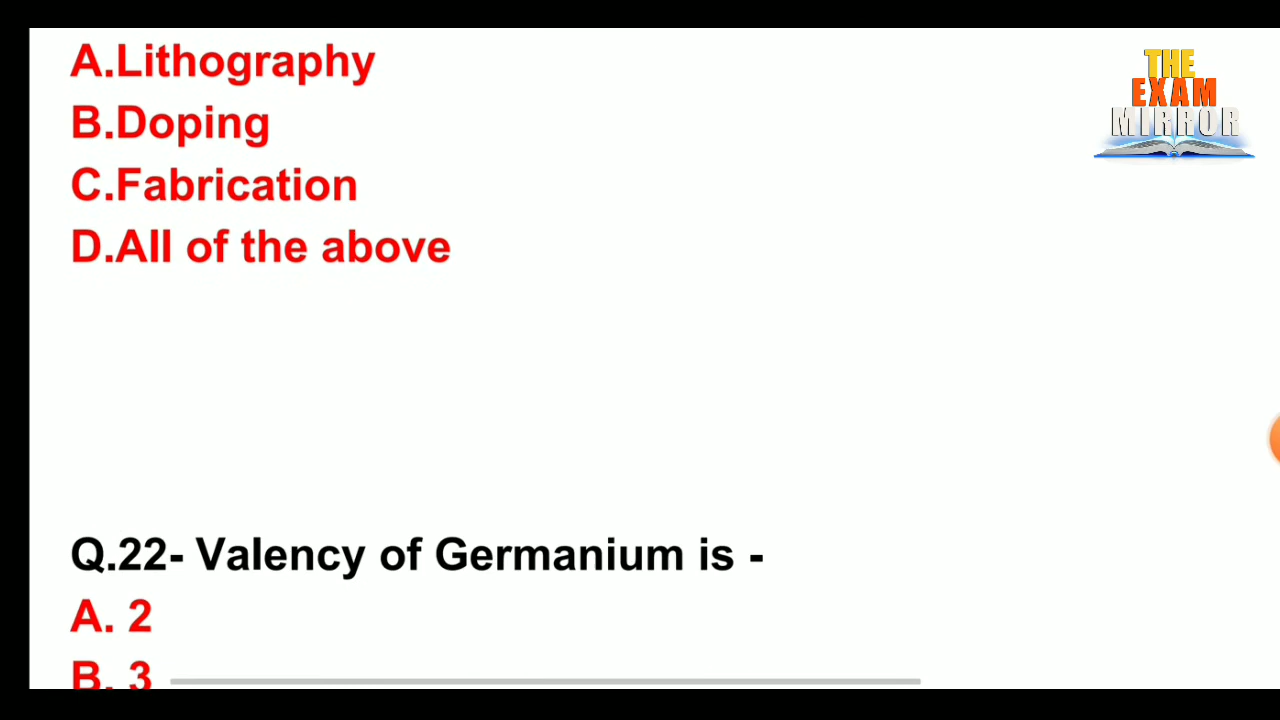 A.Lithography
B.Doping
C.Fabrication
D.All of the above
THE
EXAM
MIRROR
Q.22- Valency of Germanium is -
A. 2
B. 3